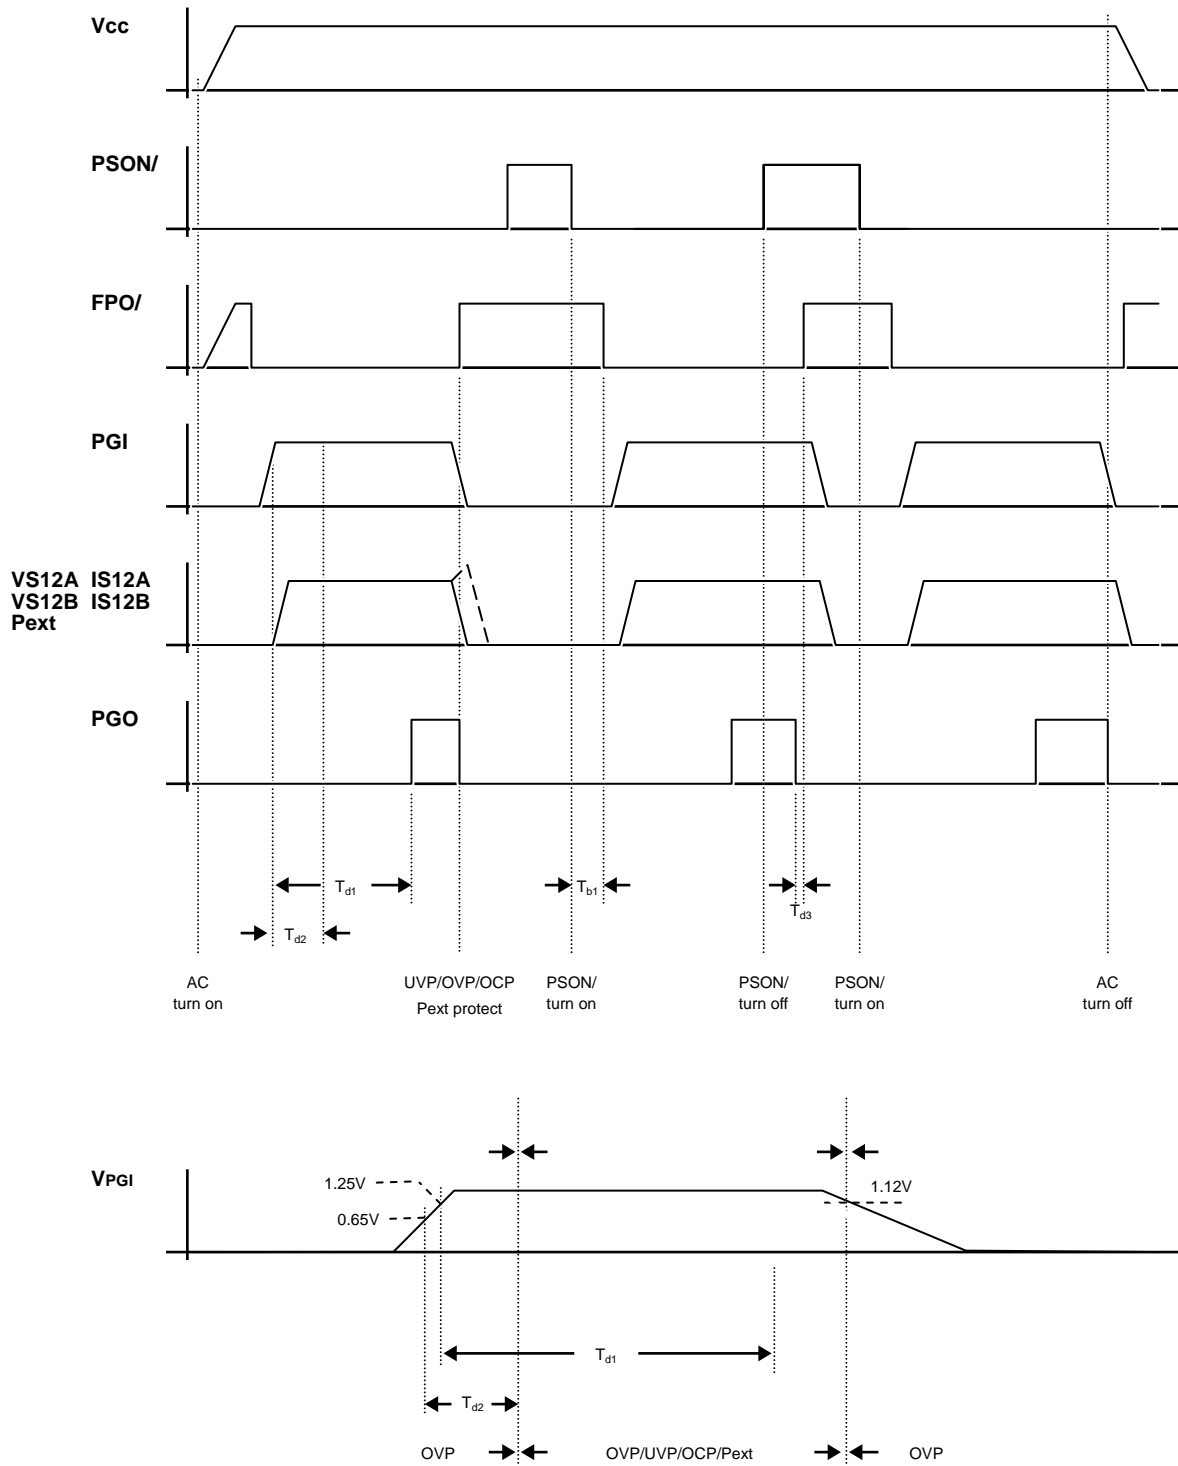 Vcc
PSON/
FPO/
PGI
VS12A IS12A
VS12B IS12B
Pext
PGO
Td1
Tb1
Td3
Td2
AC
turn on
UVP/OVP/OCP
Pext protect
PSON/
turn on
PSON/
turn off
PSON/
turn on
AC
turn off
VPGI
1.25V
0.65V
1.12V
Td1
Td2
OVP
OVP/UVP/OCP/Pext
OVP